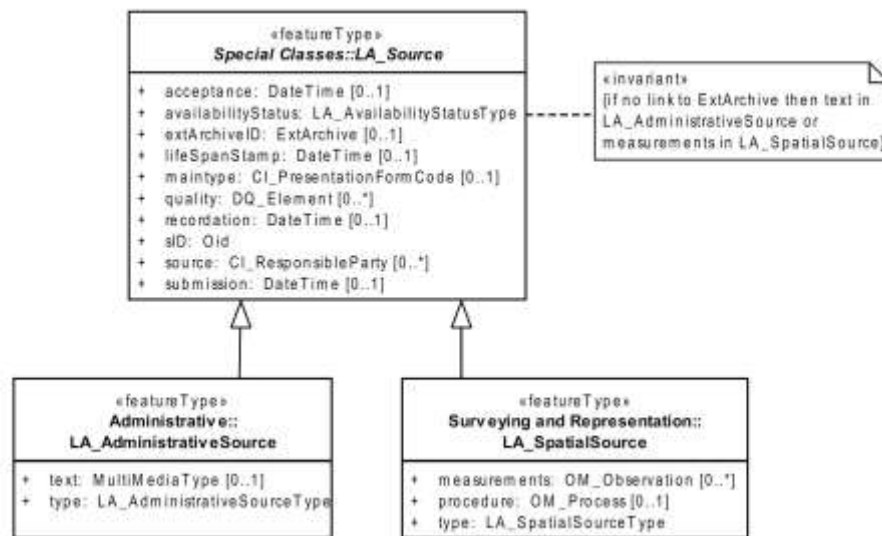 «featureType»
Special Classes::LA_Source
+ acceptance: DateTime [0..1]
+ availabilityStatus: LA_AvailabilityStatusType
+ extArchiveID: ExtArchive [0..1]
+ lifeSpanStamp: DateTime [0..1]
+ maintype: CI_PresentationFormCode [0..1]
+ quality: DQ_Element [0..*]
+ recordation: DateTime [0..1]
+ sID: Oid
+ source: CI_ResponsibleParty [0..*]
+ submission: DateTime [0..1]
«invariant»
{if no link to ExtArchive then text in
LA_AdministrativeSource or
measurements in LA_SpatialSource}
«featureType»
Administrative::
LA_AdministrativeSource
+ text: MultiMediaType [0..1]
+ type: LA_AdministrativeSourceType
«featureType»
Surveying and Representation::
LA_SpatialSource
+ measurements: OM_Observation [0..*]
+ procedure: OM_Process [0..1]
+ type: LA_SpatialSourceType